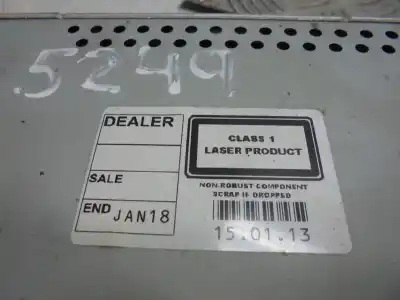 .5249
DEALER
SALE
END JAN18
CLASS 1
LASER PRODUCT
NON-ROBUST COMPONENT
SCRAP IF DROPPED
15.01.13